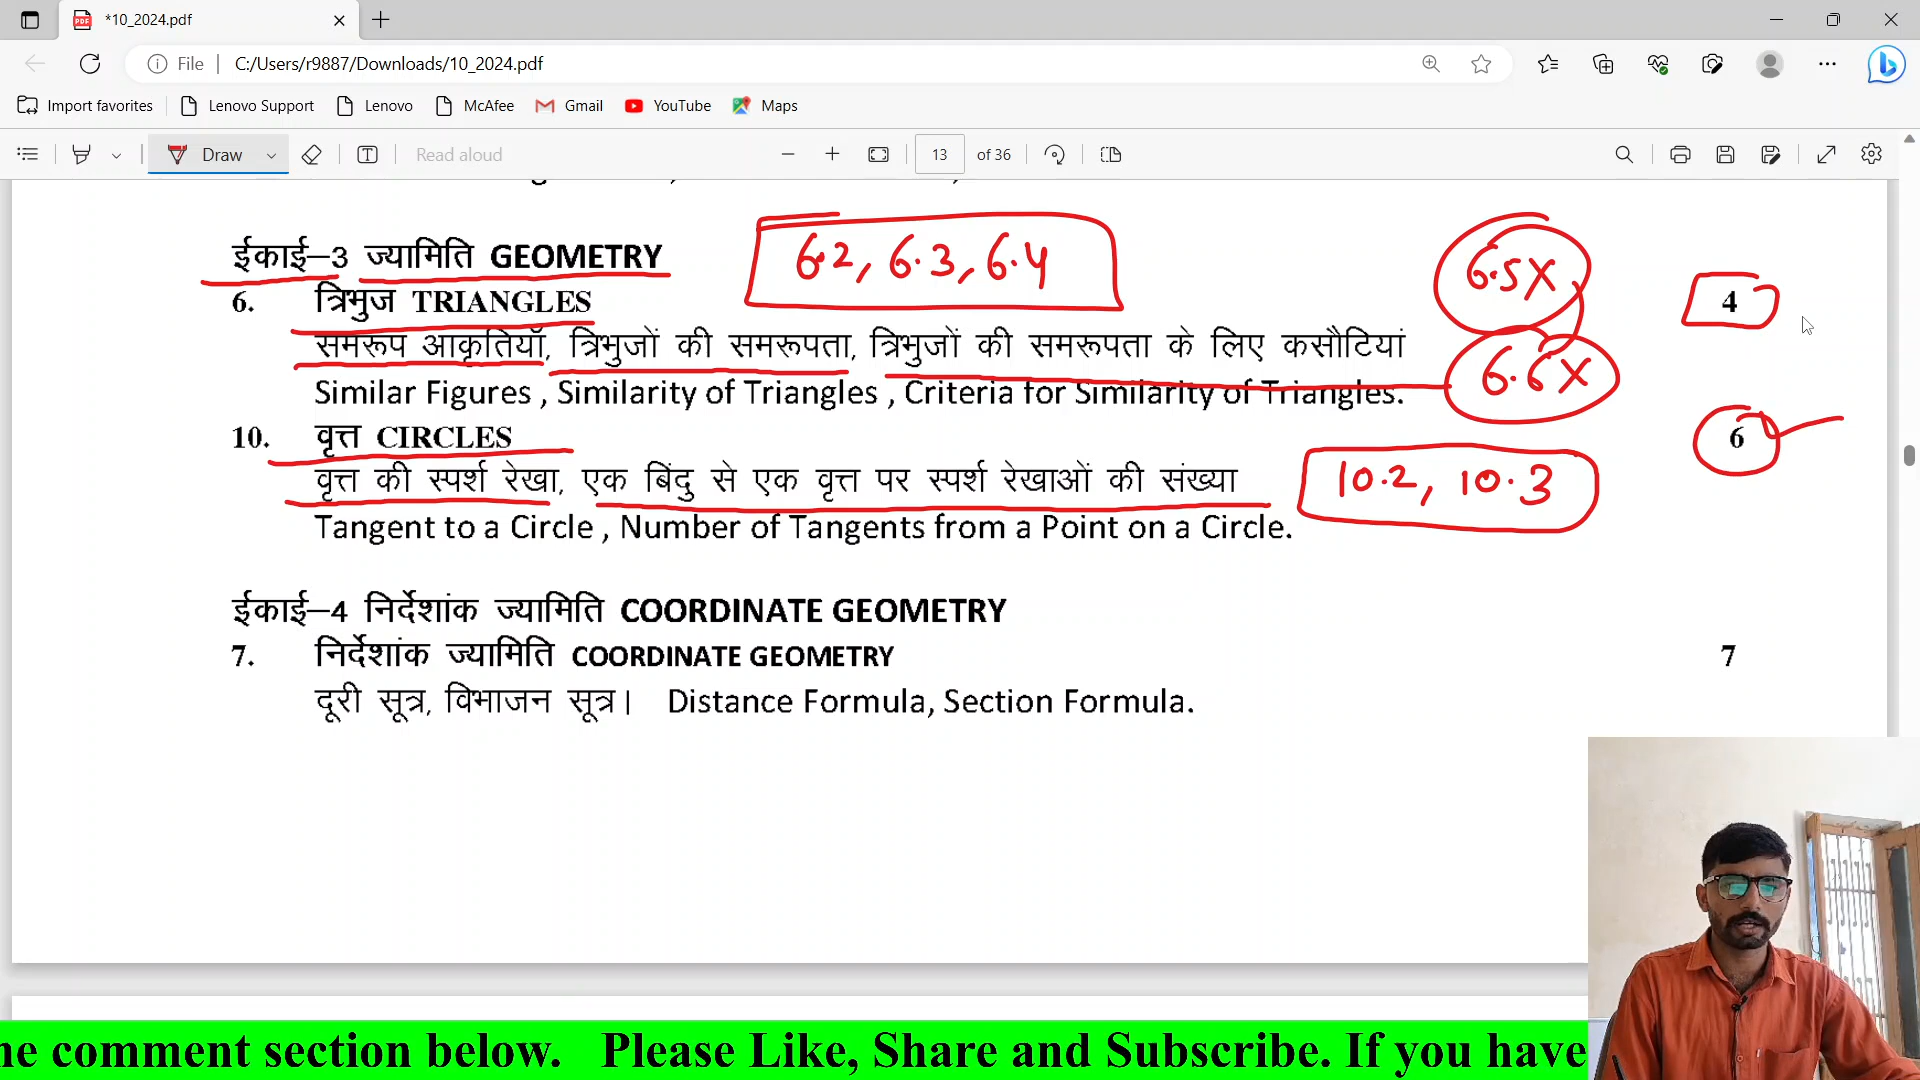 *10_2024.pdf
File | C:/Users/r9887/Downloads/10_2024.pdf
Import favorites Lenovo Support Lenovo McAfee Gmail YouTube Maps
Draw Read aloud 13 of 36
ईकाई–3 ज्यामिति GEOMETRY 6.2, 6.3, 6.4 6.5X
6. त्रिभुज TRIANGLES 4
समरूप आकृतियाँ, त्रिभुजों की समरूपता, त्रिभुजों की समरूपता के लिए कसौटियां 6.6X
Similar Figures , Similarity of Triangles , Criteria for Similarity of Triangles.
10. वृत्त CIRCLES 6
वृत्त की स्पर्श रेखा, एक बिंदु से एक वृत्त पर स्पर्श रेखाओं की संख्या 10.2, 10.3
Tangent to a Circle , Number of Tangents from a Point on a Circle.
ईकाई–4 निर्देशांक ज्यामिति COORDINATE GEOMETRY
7. निर्देशांक ज्यामिति COORDINATE GEOMETRY 7
दूरी सूत्र, विभाजन सूत्र। Distance Formula, Section Formula.
he comment section below. Please Like, Share and Subscribe. If you have